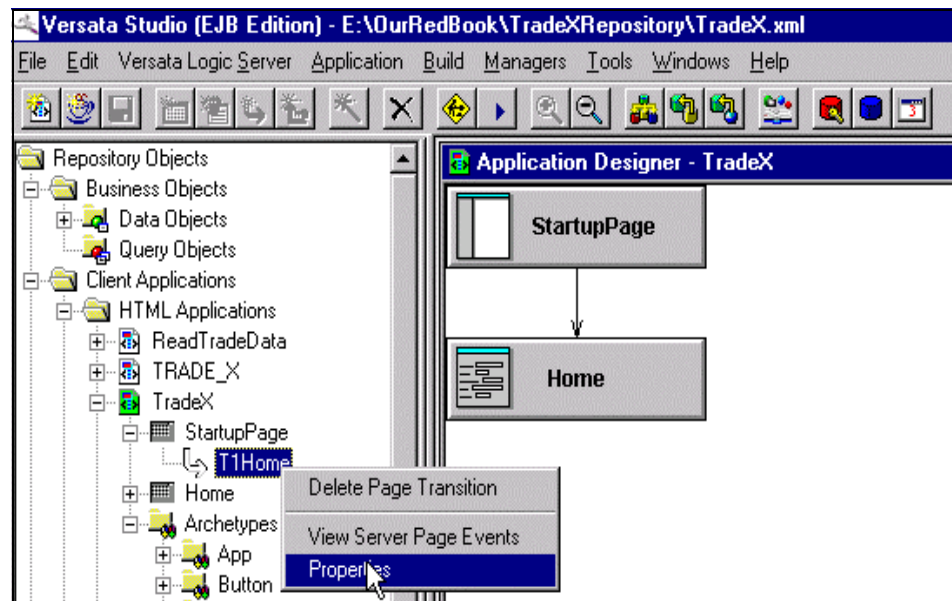 Versata Studio (EJB Edition) - E:\OurRedBook\TradeXRepository\TradeX.xml
File Edit Versata Logic Server Application Build Managers Tools Windows Help
3
Repository Objects
Business Objects
Data Objects
Query Objects
Client Applications
HTML Applications
ReadTradeData
TRADE_X
TradeX
StartupPage
T1Home
Home
Archetypes
App
Button
Application Designer - TradeX
StartupPage
Home
Delete Page Transition
View Server Page Events
Properties